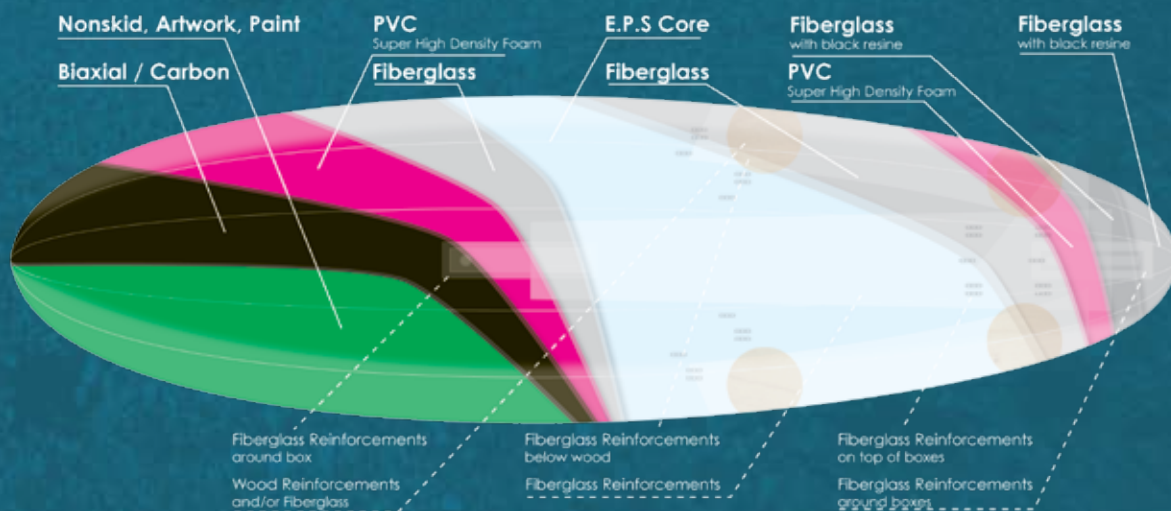 Nonskid, Artwork, Paint
Biaxial / Carbon
PVC
Super High Density Foam
Fiberglass
E.P.S Core
Fiberglass
Fiberglass
with black resine
PVC
Super High Density Foam
Fiberglass
with black resine
Fiberglass Reinforcements
around box
Wood Reinforcements
and/or Fiberglass
Fiberglass Reinforcements
below wood
Fiberglass Reinforcements
Fiberglass Reinforcements
on top of boxes
Fiberglass Reinforcements
around boxes